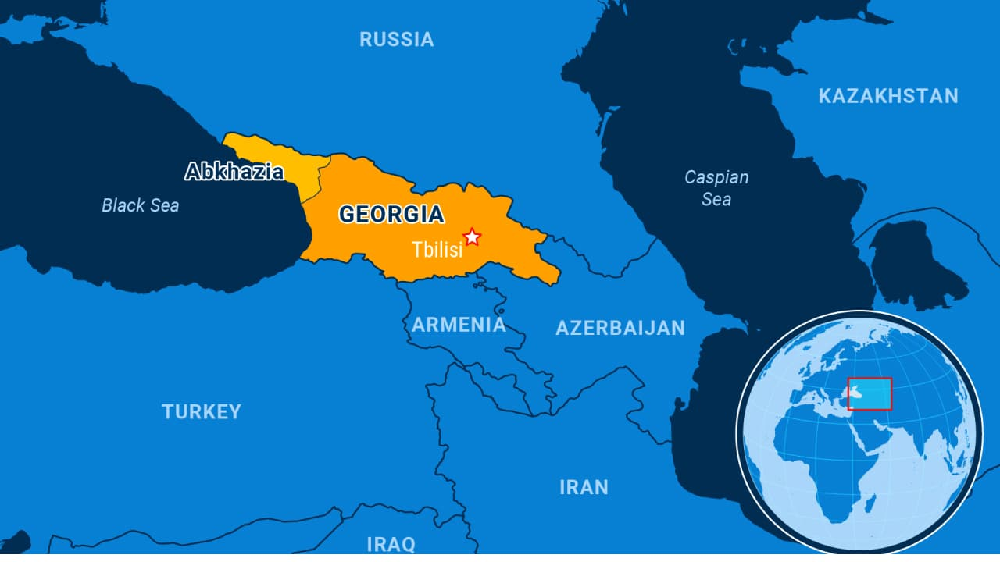 RUSSIA
KAZAKHSTAN
Abkhazia
Black Sea
Caspian
Sea
GEORGIA
Tbilisi
ARMENIA
AZERBAIJAN
TURKEY
IRAN
IRAQ